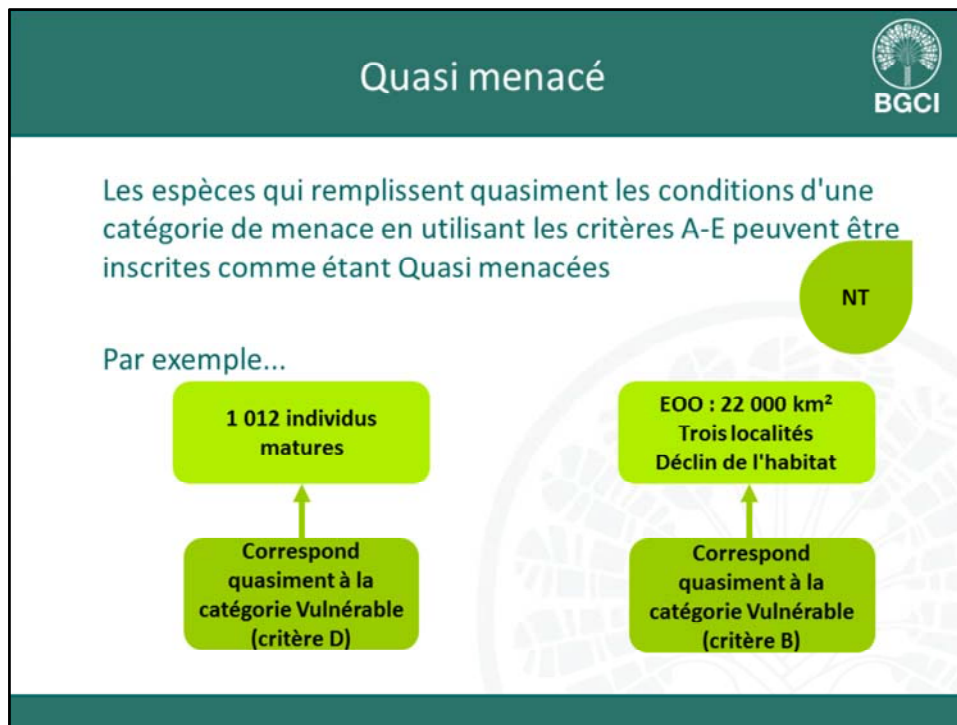 Quasi menacé
BGCI
Les espèces qui remplissent quasiment les conditions d'une
catégorie de menace en utilisant les critères A-E peuvent être
inscrites comme étant Quasi menacées
NT
Par exemple...
1 012 individus
matures
EOO : 22 000 km²
Trois localités
Déclin de l'habitat
Correspond
quasiment à la
catégorie Vulnérable
(critère D)
Correspond
quasiment à la
catégorie Vulnérable
(critère B)